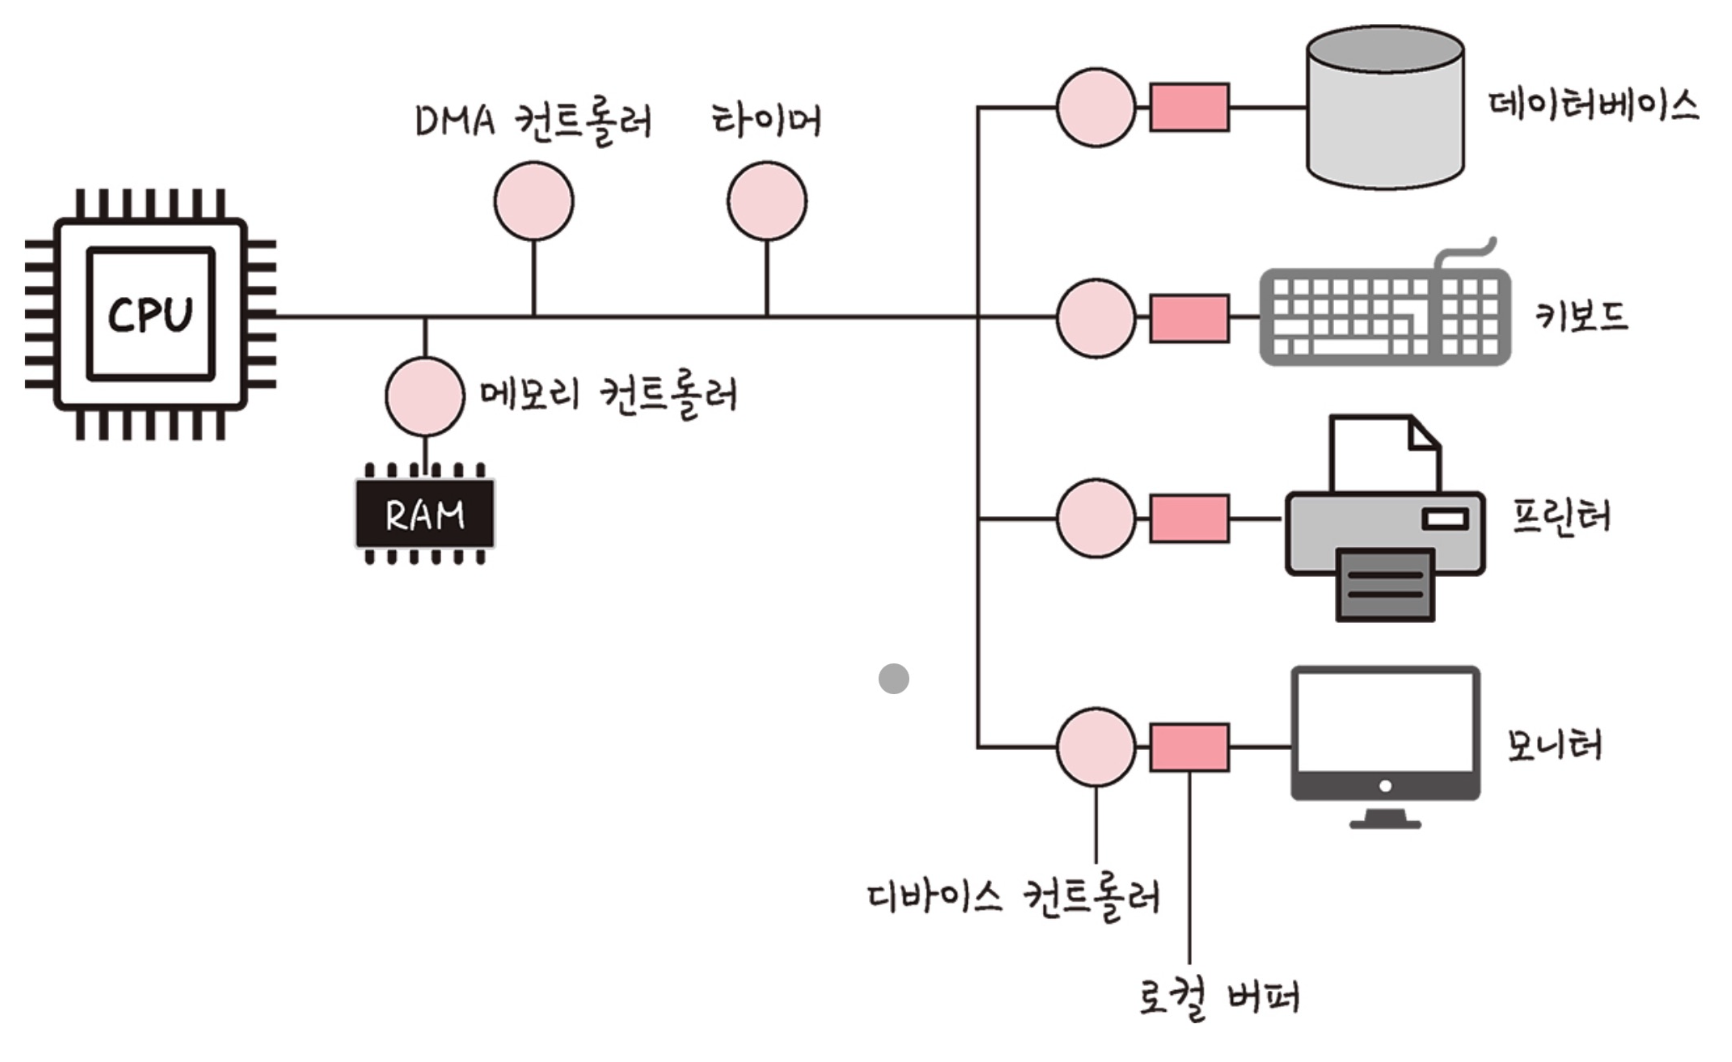 데이터베이스
DMA 컨트롤러
타이머
CPU
키보드
메모리 컨트롤러
RAM
프린터
모니터
디바이스 컨트롤러
로컬 버퍼